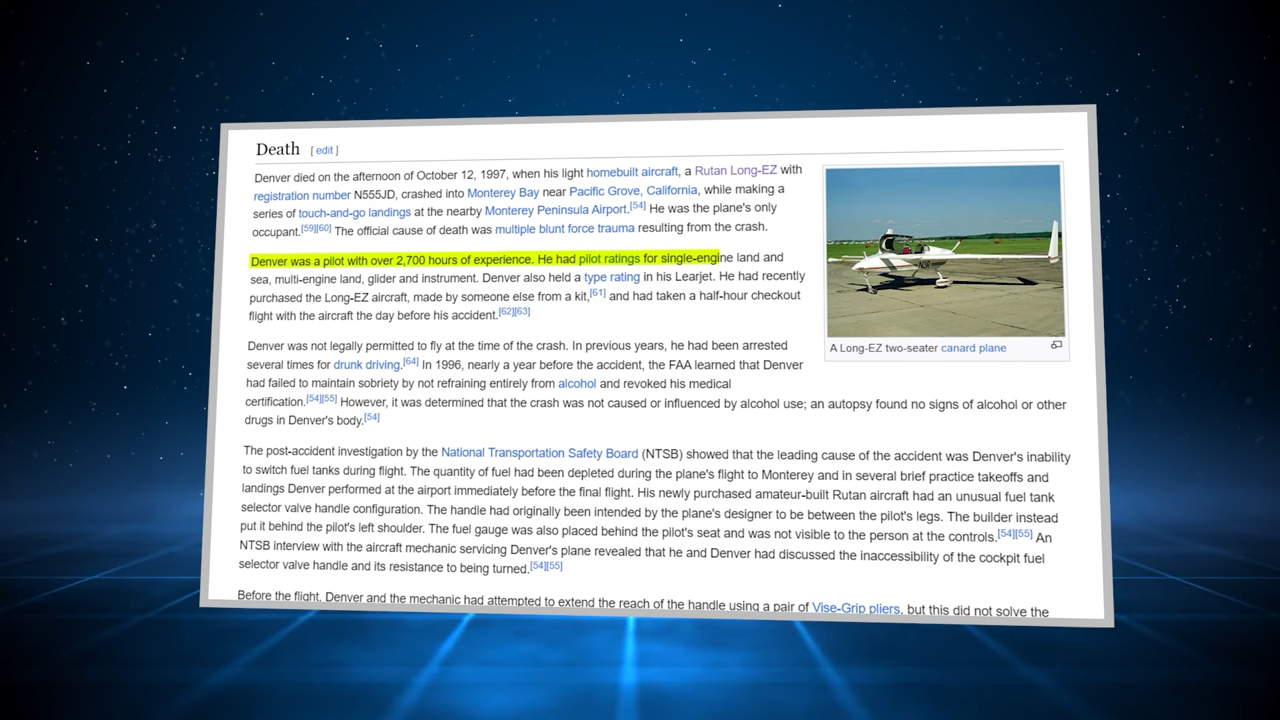 Death [ edit ]
Denver died on the afternoon of October 12, 1997, when his light homebuilt aircraft, a Rutan Long-EZ with
registration number N555JD, crashed into Monterey Bay near Pacific Grove, California, while making a
series of touch-and-go landings at the nearby Monterey Peninsula Airport.[54] He was the plane's only
occupant.[59][60] The official cause of death was multiple blunt force trauma resulting from the crash.
Denver was a pilot with over 2,700 hours of experience. He had pilot ratings for single-engine land and
sea, multi-engine land, glider and instrument. Denver also held a type rating in his Learjet. He had recently
purchased the Long-EZ aircraft, made by someone else from a kit,[61] and had taken a half-hour checkout
flight with the aircraft the day before his accident.[62][63]
A Long-EZ two-seater canard plane
Denver was not legally permitted to fly at the time of the crash. In previous years, he had been arrested
several times for drunk driving.[64] In 1996, nearly a year before the accident, the FAA learned that Denver
had failed to maintain sobriety by not refraining entirely from alcohol and revoked his medical
certification.[54][55] However, it was determined that the crash was not caused or influenced by alcohol use; an autopsy found no signs of alcohol or other
drugs in Denver's body.[54]
The post-accident investigation by the National Transportation Safety Board (NTSB) showed that the leading cause of the accident was Denver's inability
to switch fuel tanks during flight. The quantity of fuel had been depleted during the plane's flight to Monterey and in several brief practice takeoffs and
landings Denver performed at the airport immediately before the final flight. His newly purchased amateur-built Rutan aircraft had an unusual fuel tank
selector valve handle configuration. The handle had originally been intended by the plane's designer to be between the pilot's legs. The builder instead
put it behind the pilot's left shoulder. The fuel gauge was also placed behind the pilot's seat and was not visible to the person at the controls.[54][55] An
NTSB interview with the aircraft mechanic servicing Denver's plane revealed that he and Denver had discussed the inaccessibility of the cockpit fuel
selector valve handle and its resistance to being turned.[54][55]
Before the flight, Denver and the mechanic had attempted to extend the reach of the handle using a pair of Vise-Grip pliers, but this did not solve the